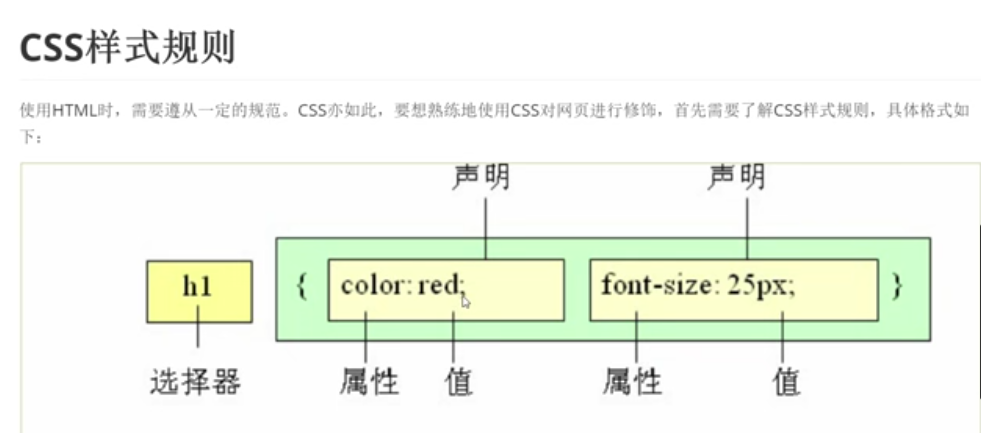 CSS样式规则
使用HTML时，需要遵从一定的规范。CSS亦如此，要想熟练地使用CSS对网页进行修饰，首先需要了解CSS样式规则，具体格式如
下：
声明 声明
h1 { color: red; font-size: 25px; }
选择器 属性 值 属性 值